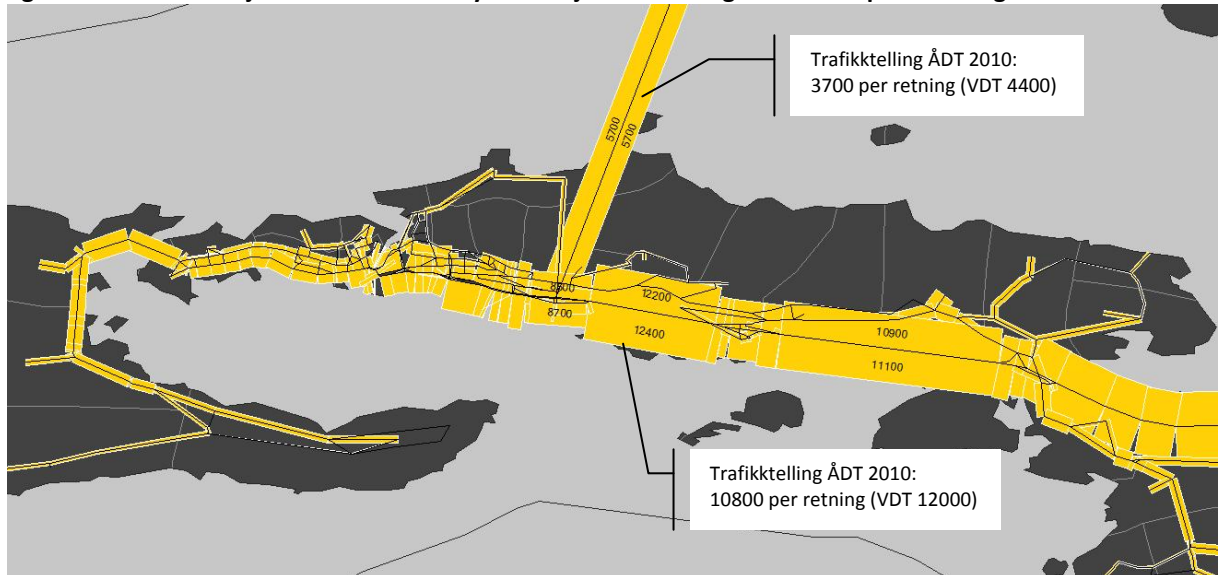 Trafikktelling ÅDT 2010:
3700 per retning (VDT 4400)
5700
5700
12200
8700
12400
10900
11100
Trafikktelling ÅDT 2010:
10800 per retning (VDT 12000)